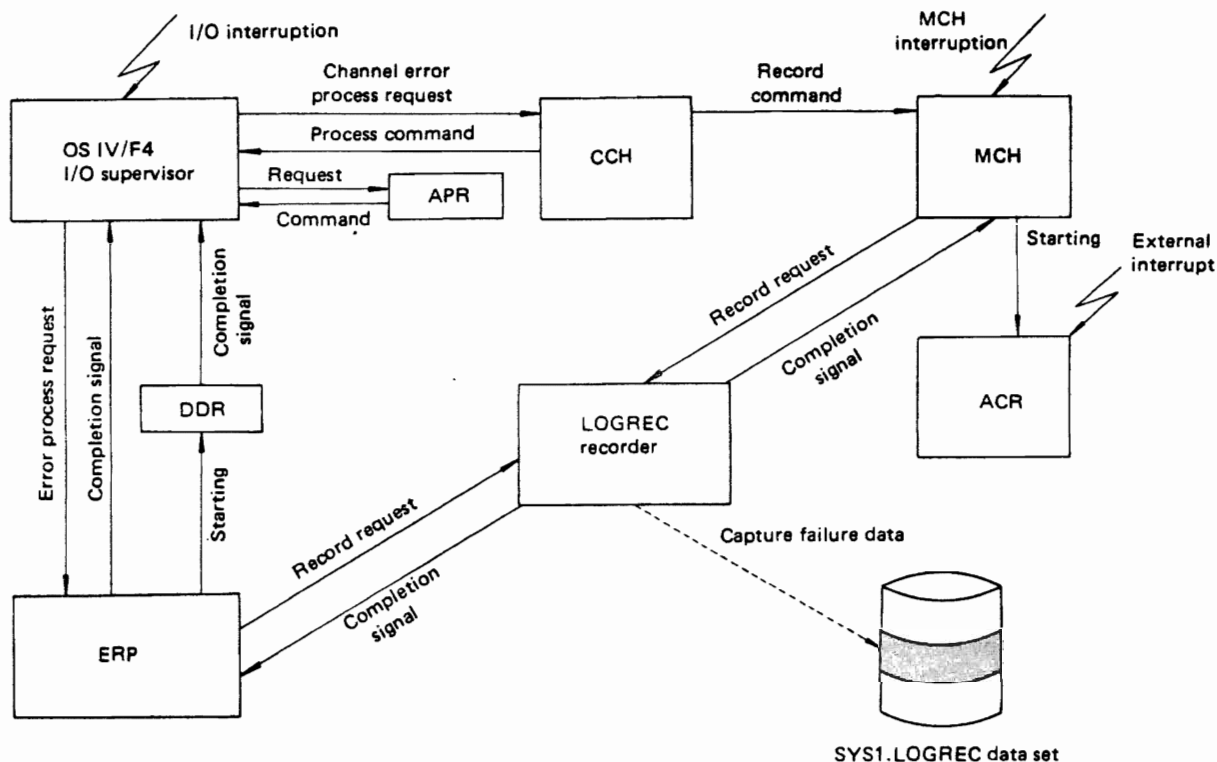 I/O interruption
MCH
interruption
Channel error
process request
Record
command
OS IV/F4
I/O supervisor
Process command
CCH
MCH
Request
APR
Command
Starting
External
interrupt
Record request
Completion
signal
Error process request
Completion signal
Completion
signal
DDR
LOGREC
recorder
ACR
Starting
Record request
Completion
signal
Capture failure data
ERP
SYS1.LOGREC data set